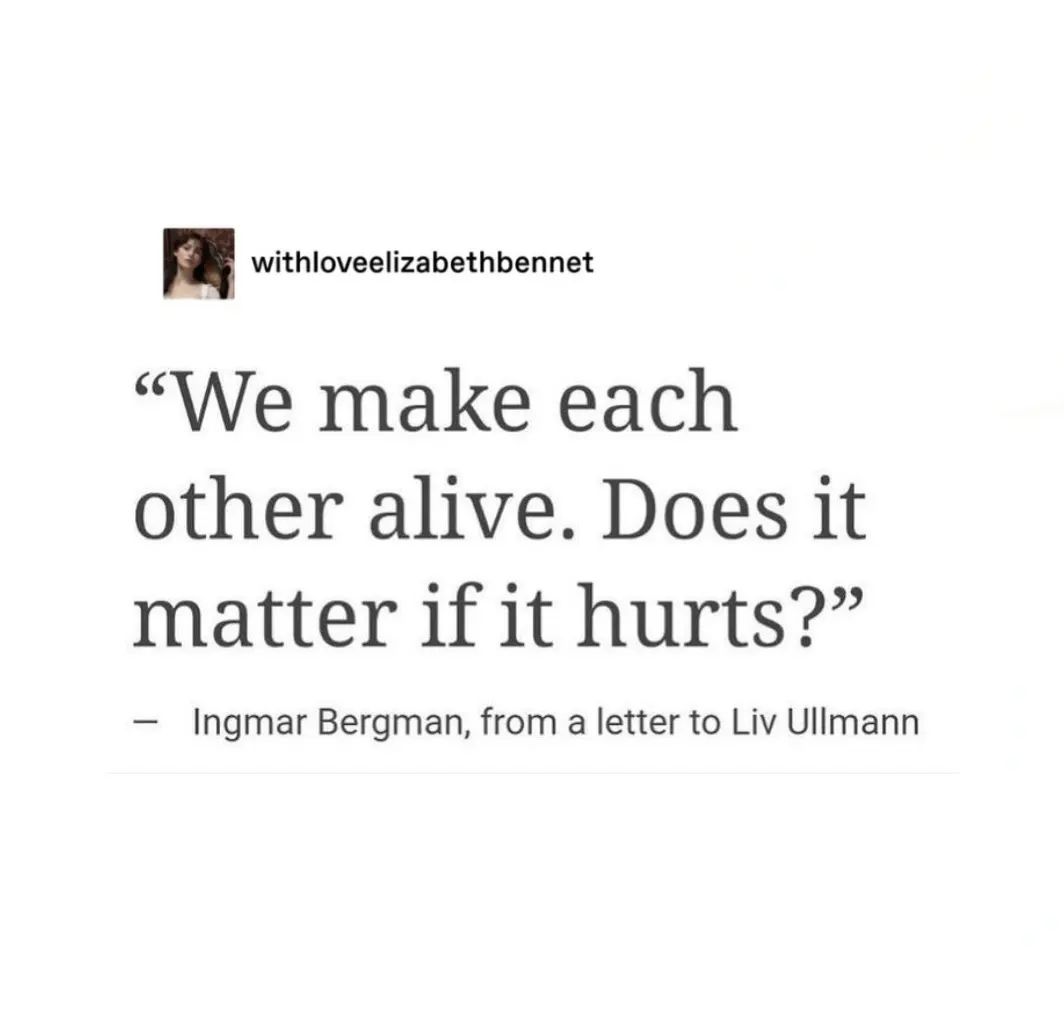 withloveelizabethbennet
“We make each
other alive. Does it
matter if it hurts?”
— Ingmar Bergman, from a letter to Liv Ullmann